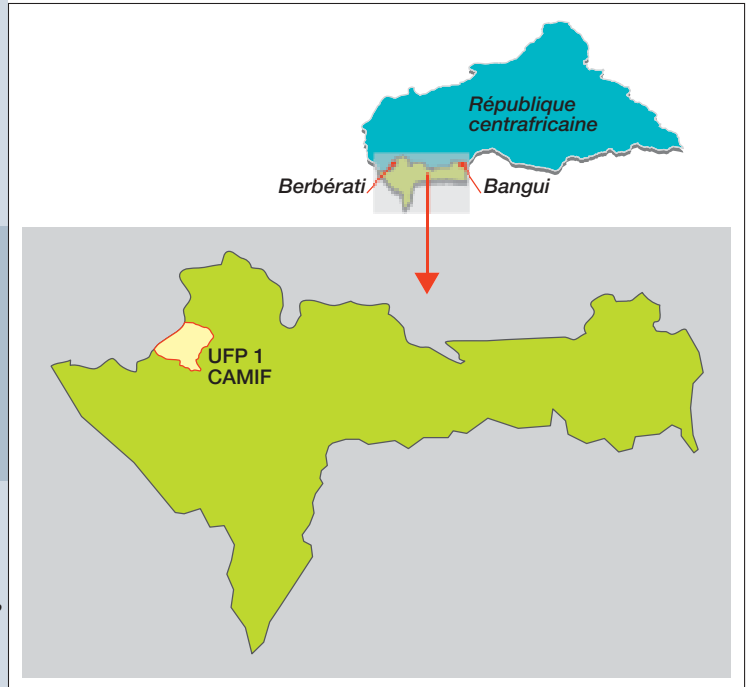 République
centrafricaine
Berbérati
Bangui
UFP 1
CAMIF